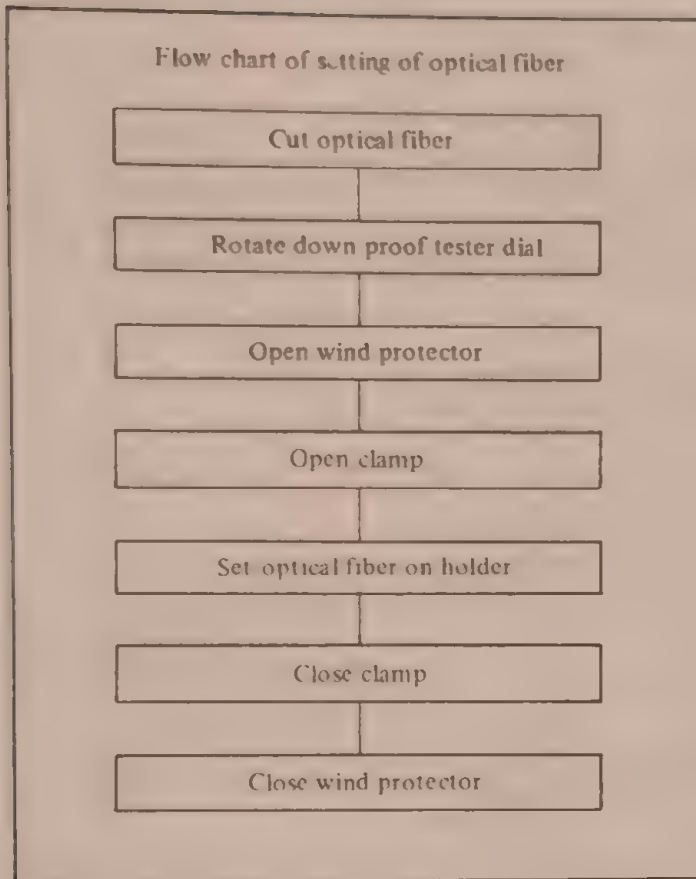 Flow chart of setting of optical fiber
Cut optical fiber
Rotate down proof tester dial
Open wind protector
Open clamp
Set optical fiber on holder
Close clamp
Close wind protector